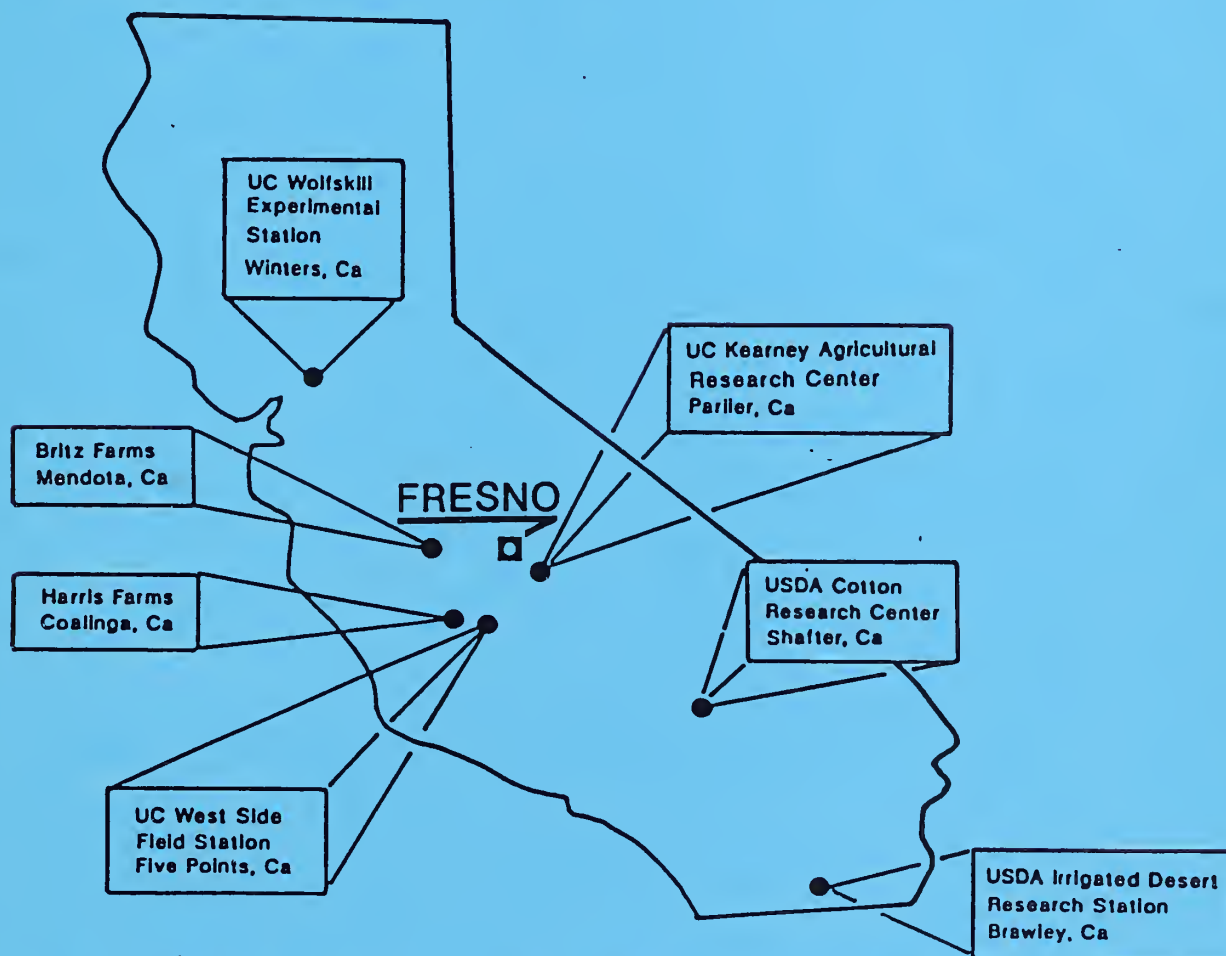 UC Wolfskill
Experimental
Station
Winters, Ca
UC Kearney Agricultural
Research Center
Parlier, Ca
Britz Farms
Mendota, Ca
FRESNO
Harris Farms
Coalinga, Ca
USDA Cotton
Research Center
Shafter, Ca
UC West Side
Field Station
Five Points, Ca
USDA Irrigated Desert
Research Station
Brawley, Ca